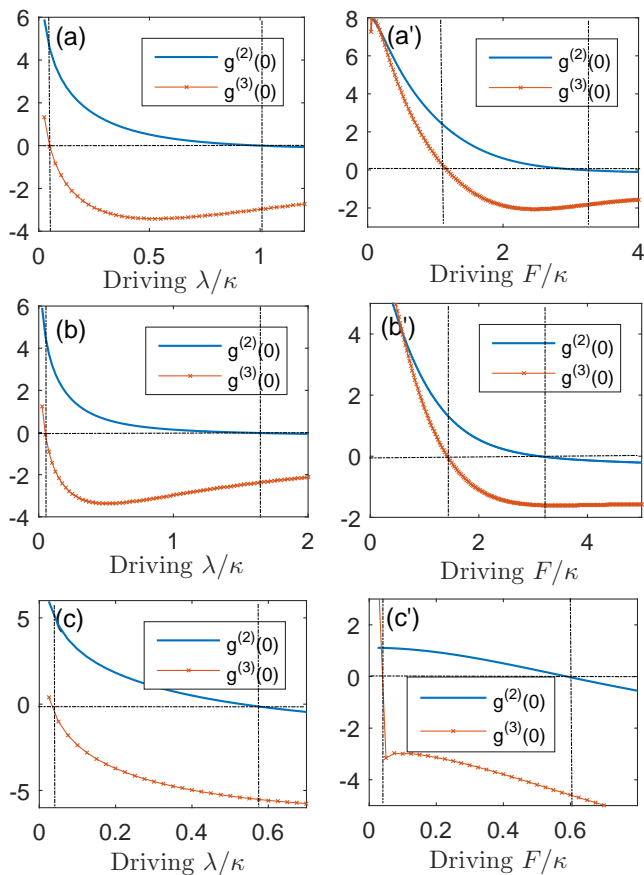 (a)
6
4
2
0
-2
-4
g(2)(0)
g(3)(0)
0 0.5 1
Driving λ/κ
(a')
8
6
4
2
0
-2
g(2)(0)
g(3)(0)
0 2 4
Driving F/κ
(b)
6
4
2
0
-2
-4
g(2)(0)
g(3)(0)
0 1 2
Driving λ/κ
(b')
4
2
0
-2
g(2)(0)
g(3)(0)
0 2 4
Driving F/κ
(c)
5
0
-5
g(2)(0)
g(3)(0)
0 0.2 0.4 0.6
Driving λ/κ
(c')
2
0
-2
-4
g(2)(0)
g(3)(0)
0 0.2 0.4 0.6
Driving F/κ